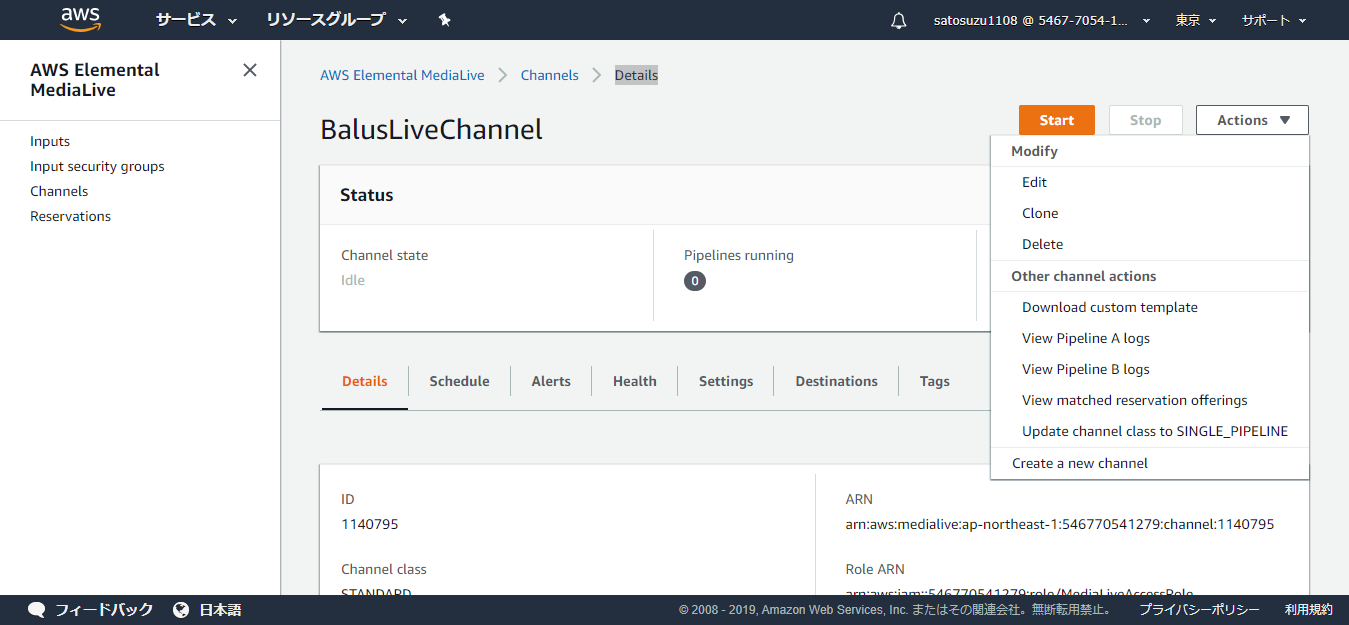 aws サービス リソースグループ satosuzu1108 @ 5467-7054-1... 東京 サポート
AWS Elemental
MediaLive
Inputs
Input security groups
Channels
Reservations
AWS Elemental MediaLive Channels Details
BalusLiveChannel
Start Stop Actions
Modify
Edit
Clone
Delete
Other channel actions
Download custom template
View Pipeline A logs
View Pipeline B logs
View matched reservation offerings
Update channel class to SINGLE_PIPELINE
Create a new channel
Status
Channel state
Idle
Pipelines running
0
Details Schedule Alerts Health Settings Destinations Tags
ID
1140795
ARN
arn:aws:medialive:ap-northeast-1:546770541279:channel:1140795
Channel class
STANDARD
Role ARN
arn:aws:iam::546770541279:role/MediaLiveAccessRole
フィードバック 日本語 © 2008 - 2019, Amazon Web Services, Inc. またはその関連会社。無断転用禁止。 プライバシーポリシー 利用規約